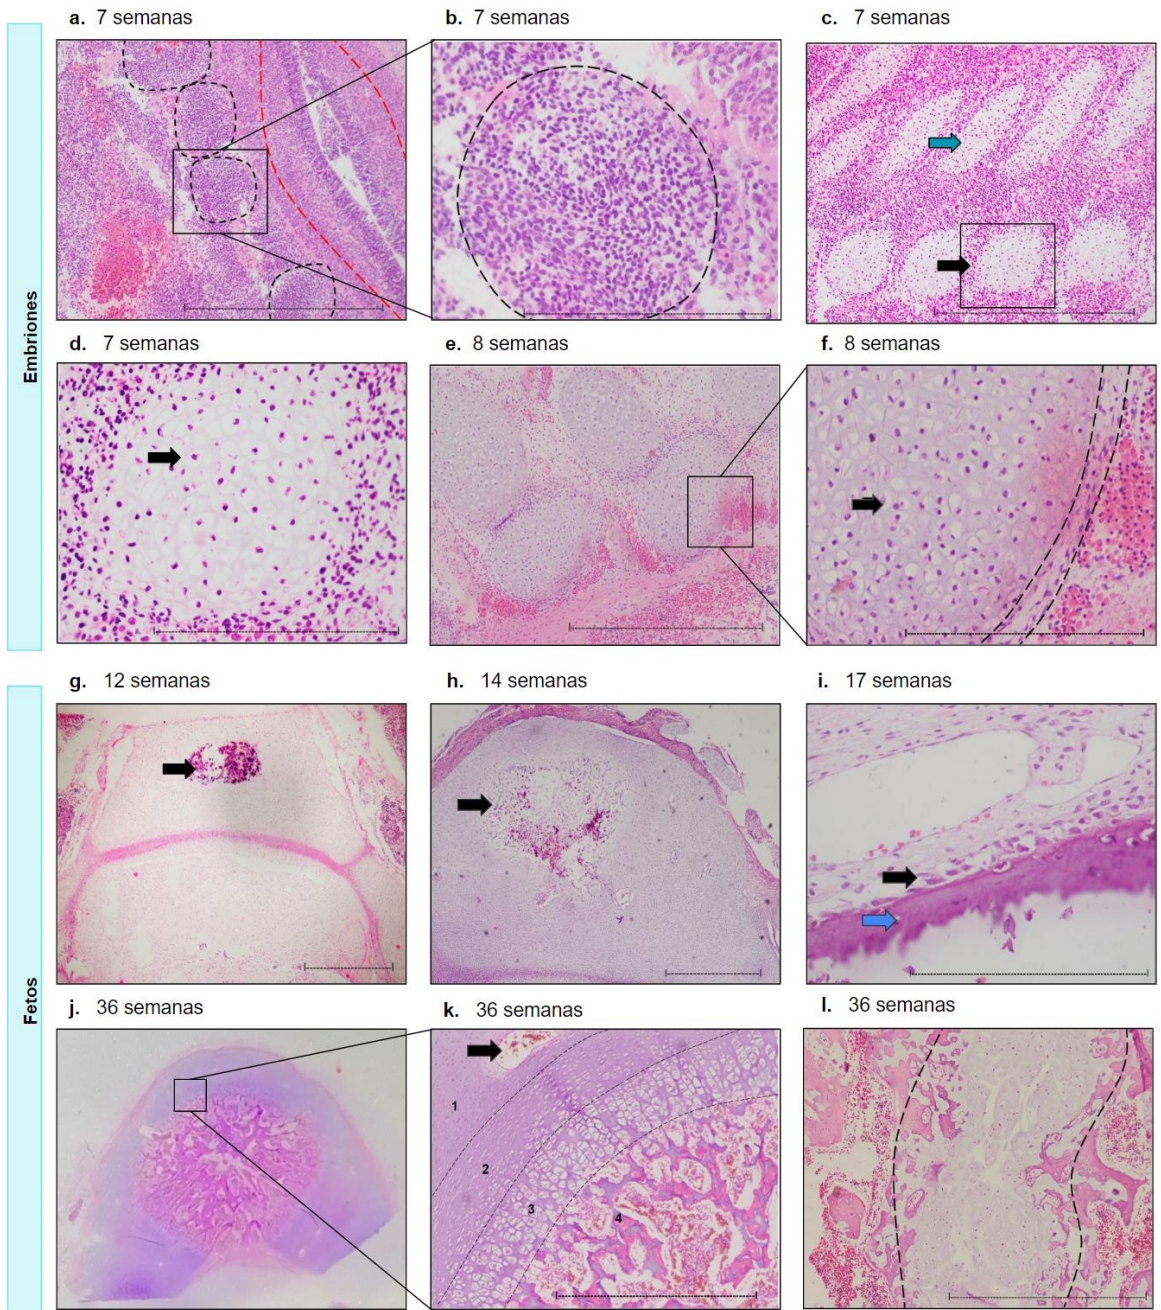 Embriones
a. 7 semanas
b. 7 semanas
c. 7 semanas
d. 7 semanas
e. 8 semanas
f. 8 semanas
Fetos
g. 12 semanas
h. 14 semanas
i. 17 semanas
j. 36 semanas
k. 36 semanas
1
2
3
4
l. 36 semanas